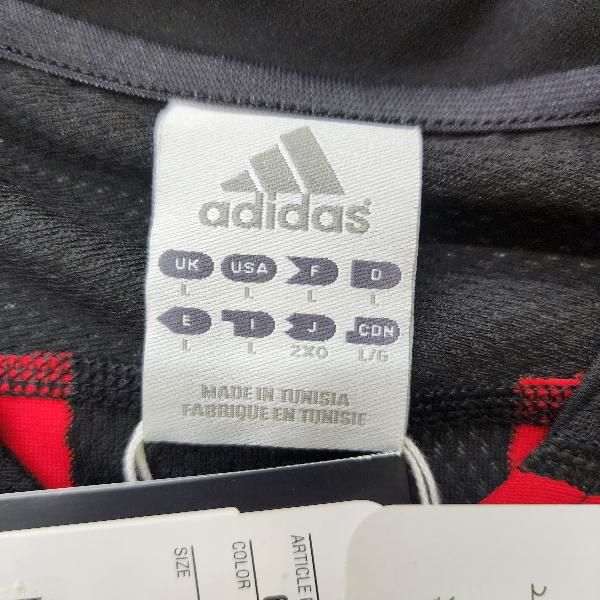 adidas
UK USA F D
L L L L
E I J CDN
L L 2XO L/G
MADE IN TUNISIA
FABRIQUE EN TUNISIE
SIZE
COLOR
ARTICLE